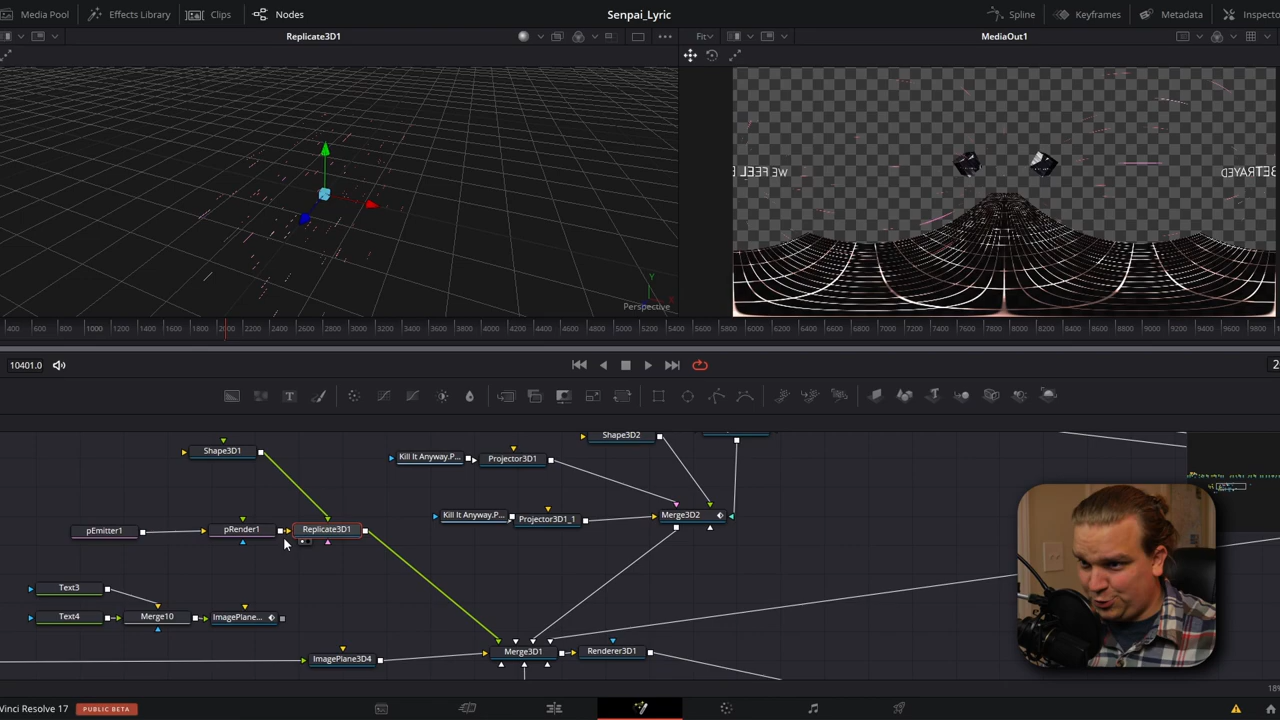 Media Pool
Effects Library
Clips
Nodes
Senpai_Lyric
Spline
Keyframes
Metadata
Inspecto
Replicate3D1
Fit
MediaOut1
WE FEEL
BETRAYED
Perspective
400 600 800 1000 1200 1400 1600 1800 2000 2200 2400 2600 2800 3000 3200 3400 3600 3800 4000 4200 4400 4600 4800 5000 5200 5400 5600 5800 6000 6200 6400 6600 6800 7000 7200 7400 7600 7800 8000 8200 8400 8600 8800 9000 9200 9400 9600 9800
10401.0
2
Shape3D2
Shape3D1
Kill It Anyway.P...
Projector3D1
Kill It Anyway.P...
Projector3D1_1
Merge3D2
pEmitter1
pRender1
Replicate3D1
Text3
Text4
Merge10
ImagePlane...
ImagePlane3D4
Merge3D1
Renderer3D1
18
Vinci Resolve 17
PUBLIC BETA